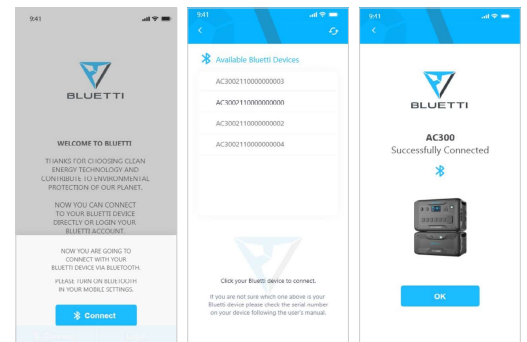 9:41
BLUETTI
WELCOME TO BLUETTI
THANKS FOR CHOOSING CLEAN
ENERGY TECHNOLOGY AND
CONTRIBUTE TO ENVIRONMENTAL
PROTECTION OF OUR PLANET.
NOW YOU CAN CONNECT
TO YOUR BLUETTI DEVICE
DIRECTLY OR LOGIN YOUR
BLUETTI ACCOUNT.
NOW YOU ARE GOING TO
CONNECT WITH YOUR
BLUETTI DEVICE VIA BLUETOOTH.
PLEASE TURN ON BLUETOOTH
IN YOUR MOBILE SETTINGS.
Connect
9:41
Available Bluetti Devices
AC3002110000000003
AC3002110000000000
AC3002110000000002
AC3002110000000004
Click your Bluetti device to connect.
If you are not sure which one above is your
Bluetti device please check the serial number
on your device following the user's manual.
9:41
BLUETTI
AC300
Successfully Connected
OK